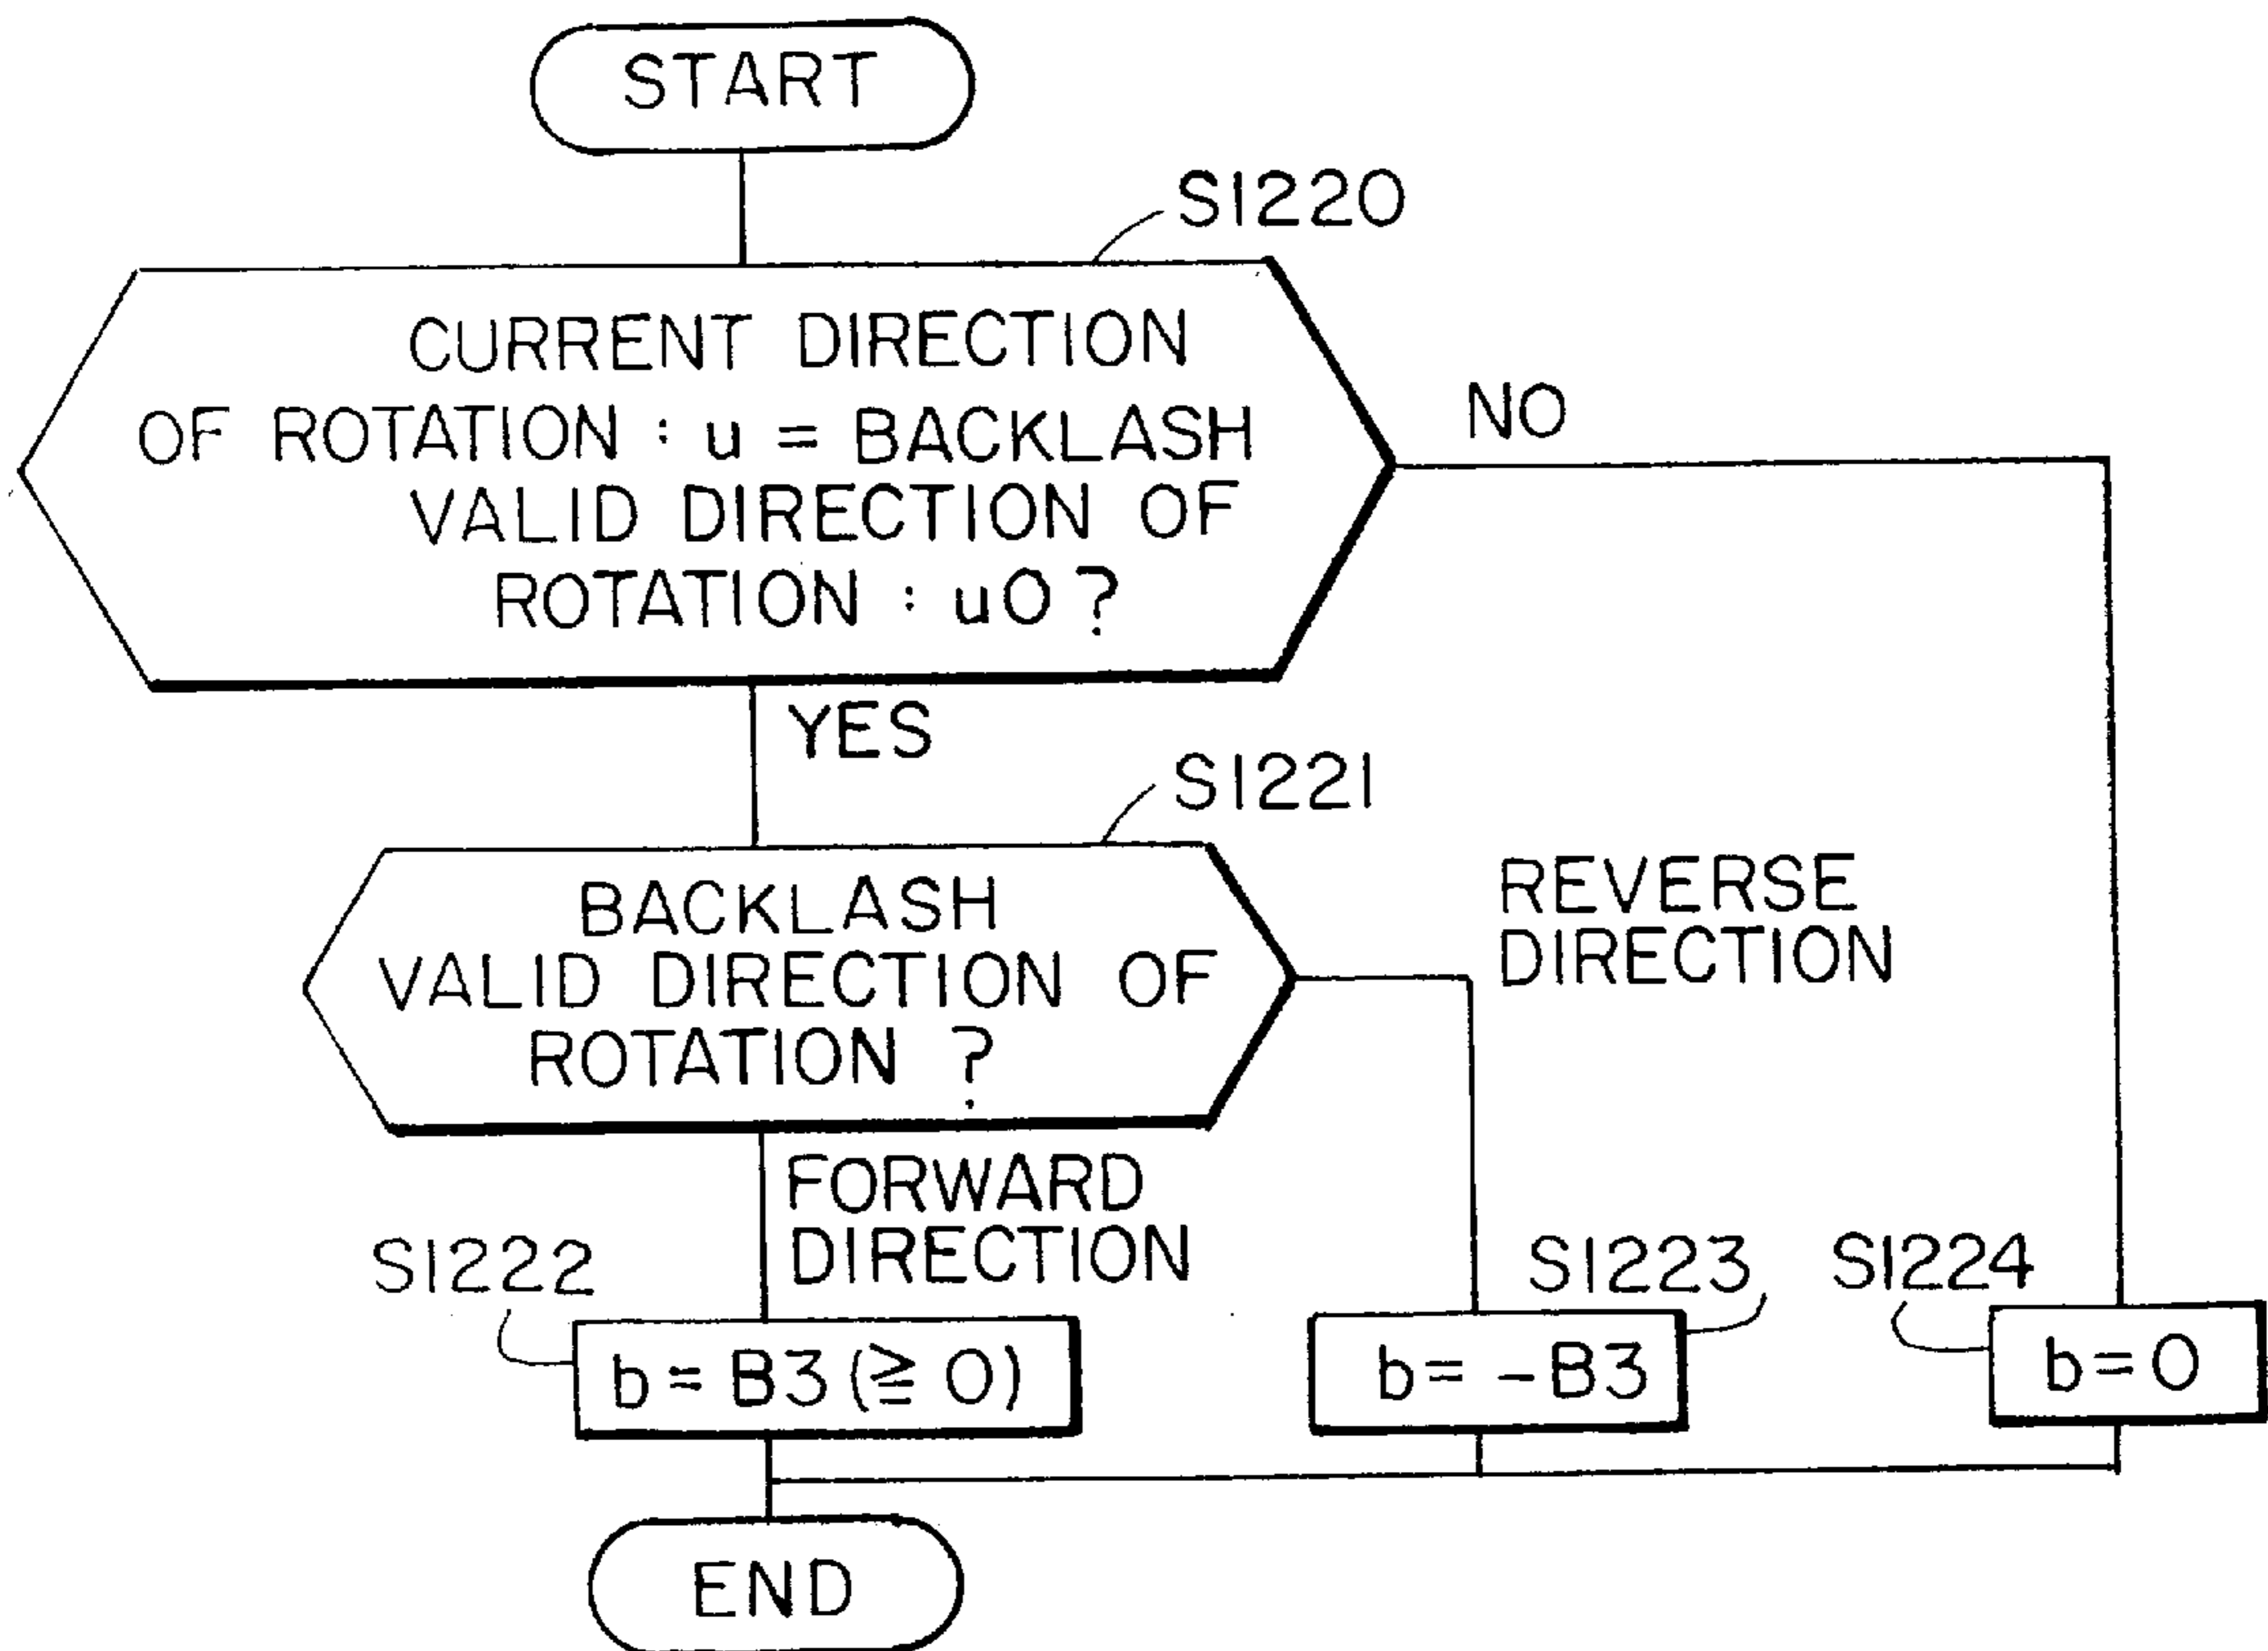 START
S1220
CURRENT DIRECTION
OF ROTATION : u = BACKLASH
VALID DIRECTION OF
ROTATION : u0 ?
NO
YES
S1221
BACKLASH
VALID DIRECTION OF
ROTATION ?
REVERSE
DIRECTION
FORWARD
DIRECTION
S1222
b = B3 (≧ 0)
S1223
b = -B3
S1224
b = 0
END